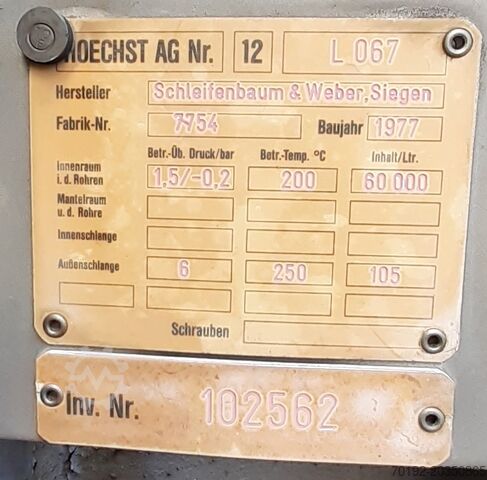 HOECHST AG Nr. 12 L 067
Hersteller Schleifenbaum & Weber, Siegen
Fabrik-Nr. 7754 Baujahr 1977
Betr.-Üb. Druck/bar Betr.-Temp. °C Inhalt/Ltr.
Innenraum i. d. Rohren 1,5/-0,2 200 60 000
Mantelraum u. d. Rohre
Innenschlange
Außenschlange 6 250 105
Schrauben
Inv. Nr. 102562